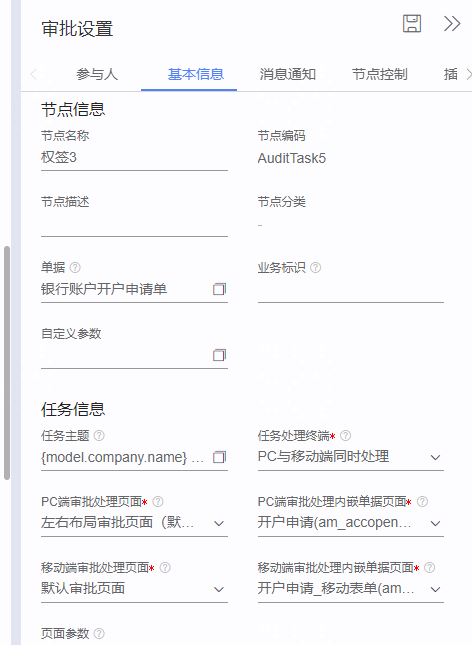 审批设置
参与人 基本信息 消息通知 节点控制 插
节点信息
节点名称 节点编码
权签3 AuditTask5
节点描述 节点分类
-
单据 业务标识
银行账户开户申请单
自定义参数
任务信息
任务主题 任务处理终端*
{model.company.name} ... PC与移动端同时处理
PC端审批处理页面* PC端审批处理内嵌单据页面*
左右布局审批页面（默... 开户申请(am_accopen...
移动端审批处理页面* 移动端审批处理内嵌单据页面*
默认审批页面 开户申请_移动表单(am...
页面参数